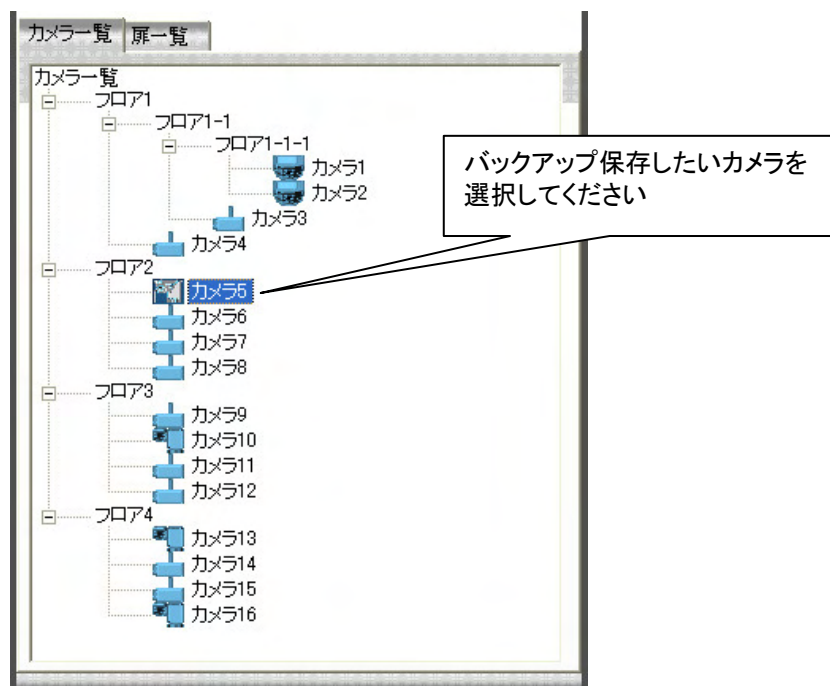 カメラ一覧 扉一覧
カメラ一覧
フロア1
フロア1-1
フロア1-1-1
カメラ1
カメラ2
カメラ3
カメラ4
フロア2
カメラ5
カメラ6
カメラ7
カメラ8
フロア3
カメラ9
カメラ10
カメラ11
カメラ12
フロア4
カメラ13
カメラ14
カメラ15
カメラ16
バックアップ保存したいカメラを
選択してください